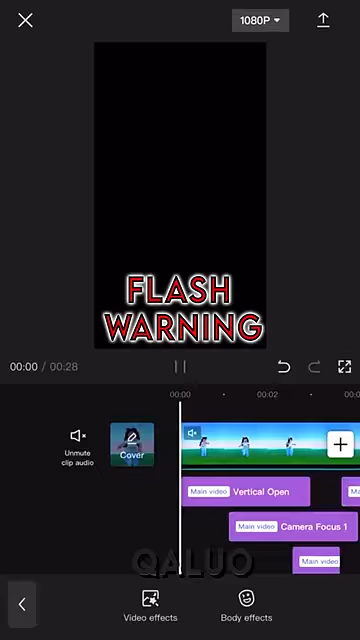 1080P
FLASH
WARNING
00:00 / 00:28
00:00
00:02
Unmute
clip audio
Cover
Main video Vertical Open
Main video Camera Focus 1
Main video
QALUO
Video effects
Body effects